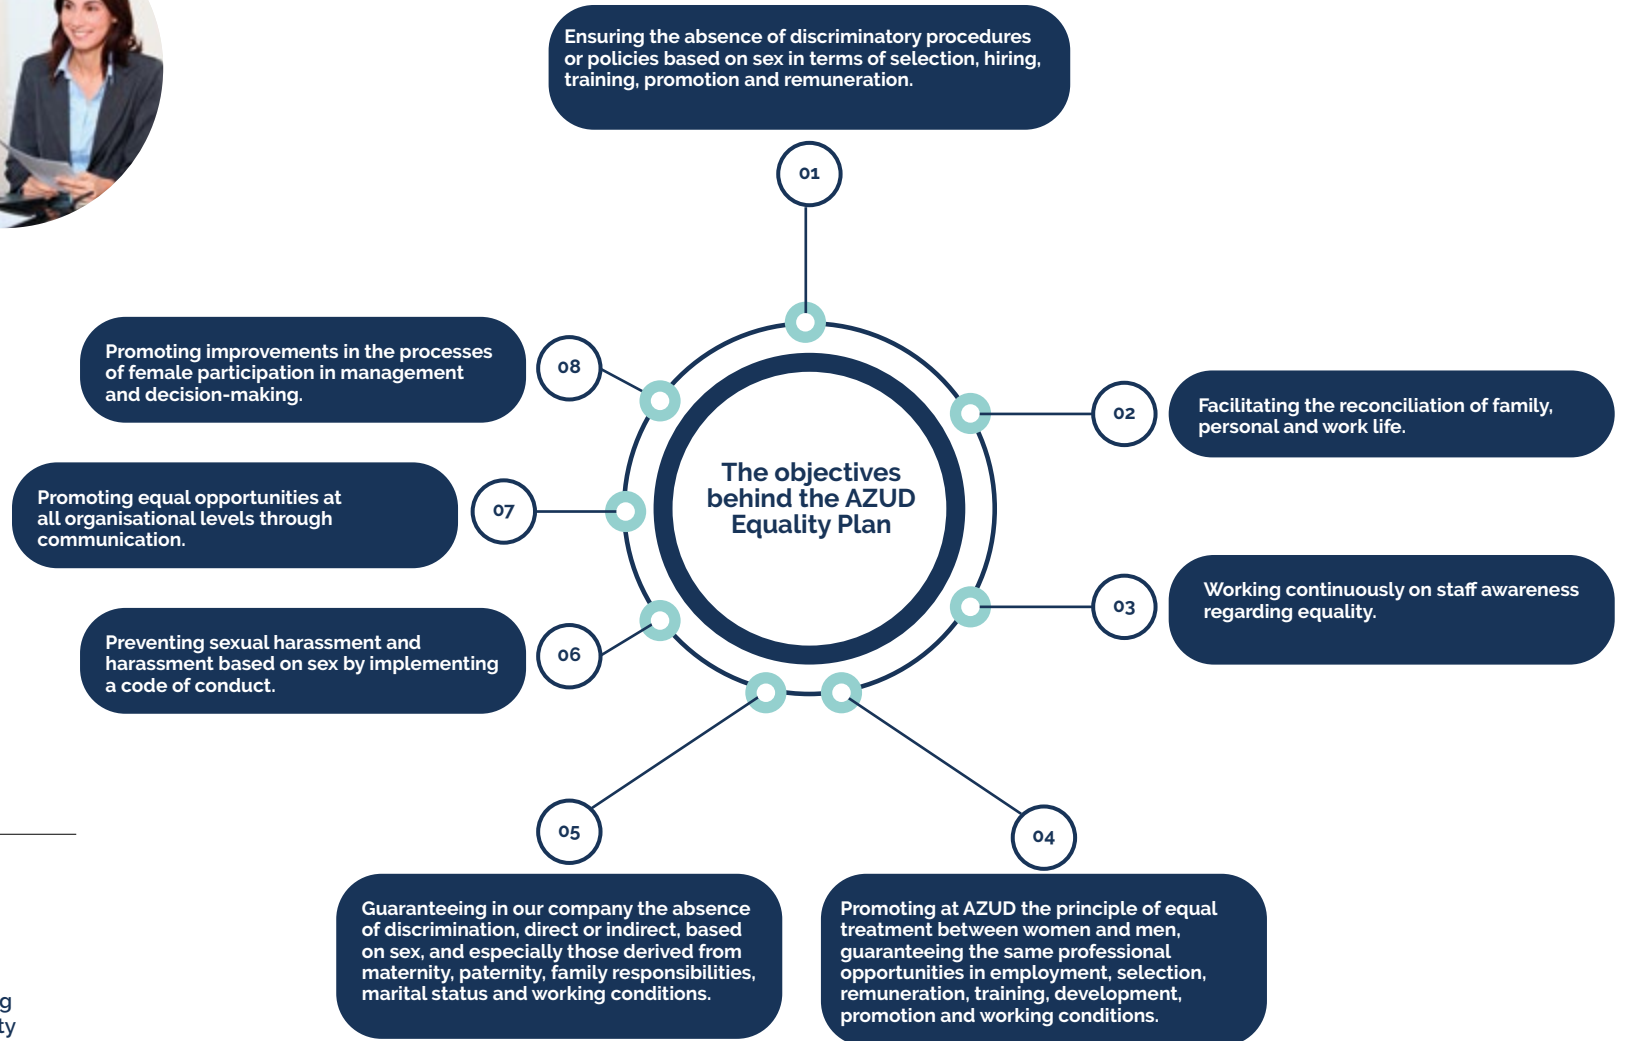 Ensuring the absence of discriminatory procedures
or policies based on sex in terms of selection, hiring,
training, promotion and remuneration.
01
The objectives
behind the AZUD
Equality Plan
02
Facilitating the reconciliation of family,
personal and work life.
03
Working continuously on staff awareness
regarding equality.
04
Promoting at AZUD the principle of equal
treatment between women and men,
guaranteeing the same professional
opportunities in employment, selection,
remuneration, training, development,
promotion and working conditions.
05
Guaranteeing in our company the absence
of discrimination, direct or indirect, based
on sex, and especially those derived from
maternity, paternity, family responsibilities,
marital status and working conditions.
06
Preventing sexual harassment and
harassment based on sex by implementing
a code of conduct.
07
Promoting equal opportunities at
all organisational levels through
communication.
08
Promoting improvements in the processes
of female participation in management
and decision-making.